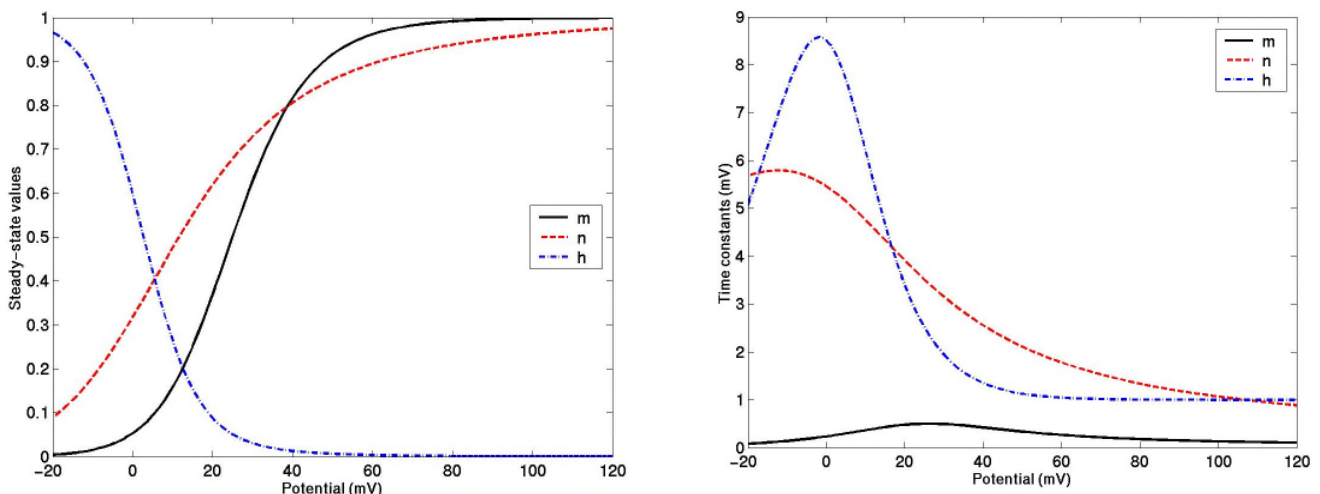 Steady-state values
1
0.9
0.8
0.7
0.6
0.5
0.4
0.3
0.2
0.1
0
-20 0 20 40 60 80 100 120
Potential (mV)
m
n
h
Time constants (mV)
9
8
7
6
5
4
3
2
1
0
-20 0 20 40 60 80 100 120
Potential (mV)
m
n
h